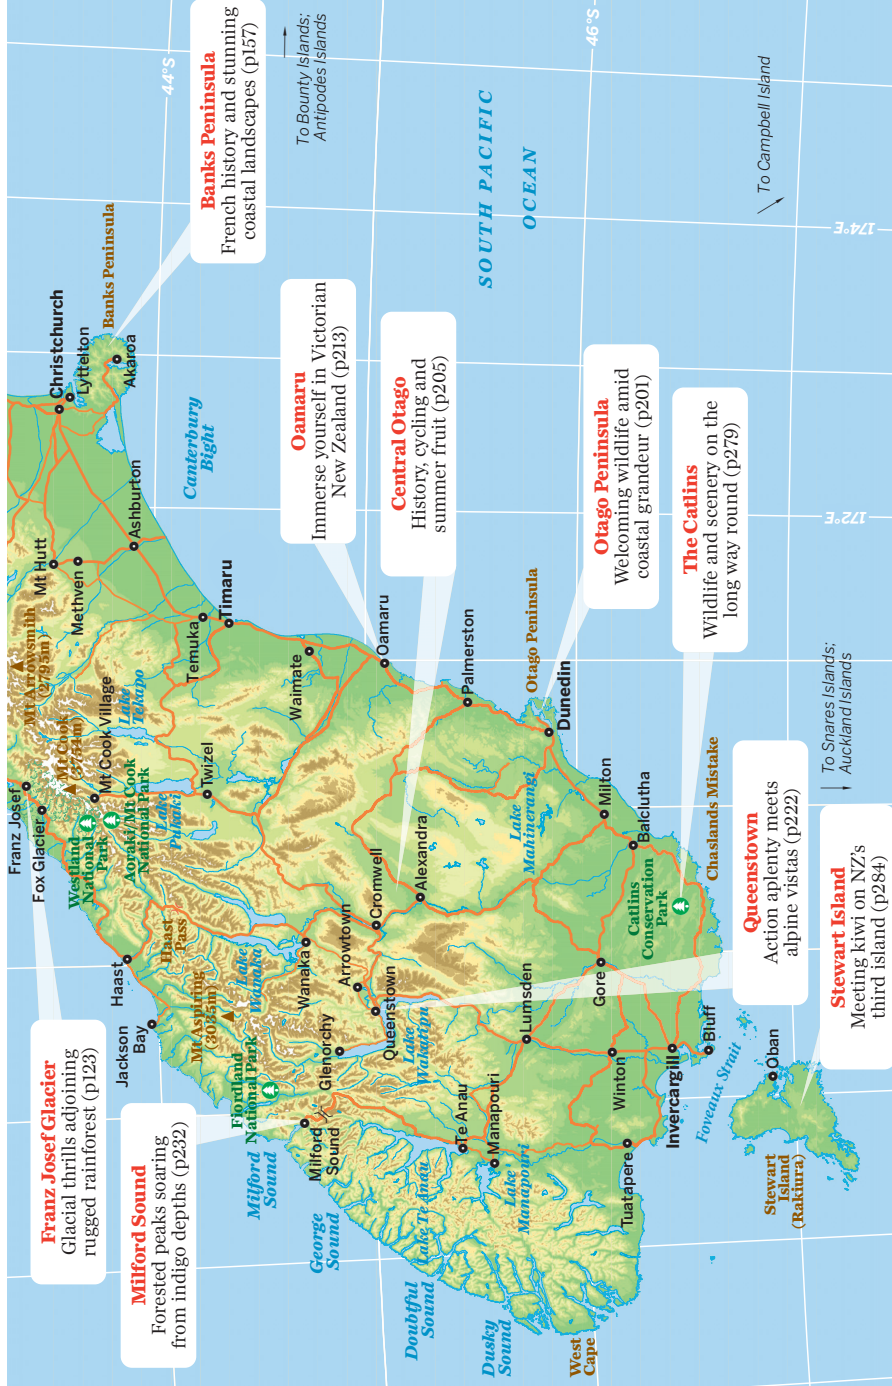 Franz Josef Glacier
Glacial thrills adjoining
rugged rainforest (p123)
Milford Sound
Forested peaks soaring
from indigo depths (p232)
Banks Peninsula
French history and stunning
coastal landscapes (p157)
Oamaru
Immerse yourself in Victorian
New Zealand (p213)
Central Otago
History, cycling and
summer fruit (p205)
Otago Peninsula
Welcoming wildlife amid
coastal grandeur (p201)
The Catlins
Wildlife and scenery on the
long way round (p279)
Queenstown
Action aplenty meets
alpine vistas (p222)
Stewart Island
Meeting kiwi on NZ's
third island (p284)
Franz Josef
Fox Glacier
Westland
National
Park
Aoraki/Mt Cook
National Park
Mt Cook
(3754m)
Mt Cook Village
Mt Arrowsmith
(2795m)
Mt Hutt
Methven
Christchurch
Lyttelton
Akaroa
Banks Peninsula
Ashburton
Canterbury
Bight
Lake
Tekapo
Lake
Pukaki
Twizel
Temuka
Timaru
Waimate
Oamaru
Palmerston
Otago Peninsula
Dunedin
Haast
Haast
Pass
Jackson
Bay
Mt Aspiring
(3035m)
Lake
Wanaka
Wanaka
Arrowtown
Cromwell
Alexandra
Queenstown
Glenorchy
Lake
Wakatipu
Fiordland
National Park
Milford
Sound
Milford
Sound
George
Sound
Doubtful
Sound
Dusky
Sound
West
Cape
Lake Te Anau
Te Anau
Manapouri
Lake
Manapouri
Lumsden
Gore
Winton
Tuatapere
Invercargill
Bluff
Foveaux Strait
Oban
Stewart
Island
(Rakiura)
Lake
Mahinerangi
Milton
Balclutha
Catlins
Conservation
Park
Chaslands Mistake
SOUTH PACIFIC
OCEAN
To Bounty Islands;
Antipodes Islands
To Campbell Island
To Snares Islands;
Auckland Islands
44°S
46°S
172°E
174°E